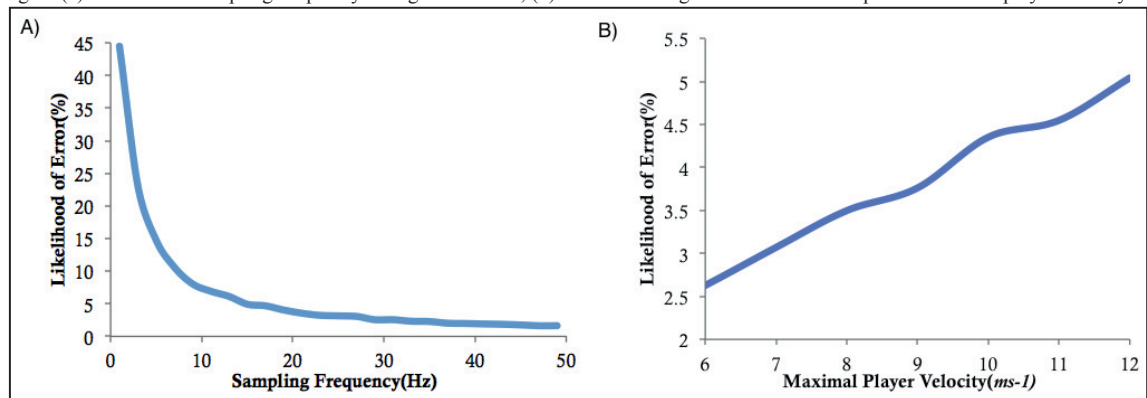 A)
45
40
35
30
25
20
15
10
5
0
Likelihood of Error(%)
0 10 20 30 40 50
Sampling Frequency(Hz)
B)
5.5
5
4.5
4
3.5
3
2.5
2
Likelihood of Error(%)
6 7 8 9 10 11 12
Maximal Player Velocity(ms-1)